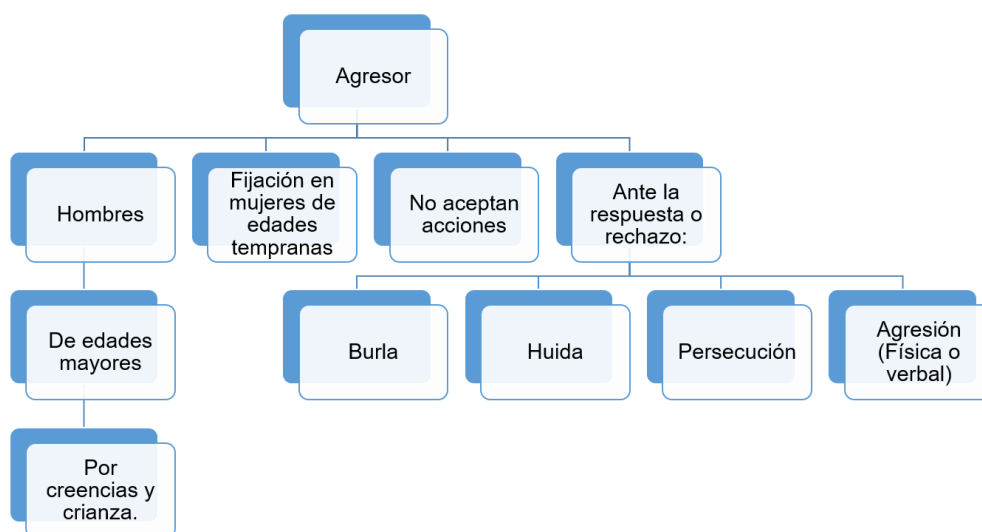 Agresor
Hombres
Fijación en
mujeres de
edades
tempranas
No aceptan
acciones
Ante la
respuesta o
rechazo:
De edades
mayores
Burla
Huida
Persecución
Agresión
(Física o
verbal)
Por
creencias y
crianza.